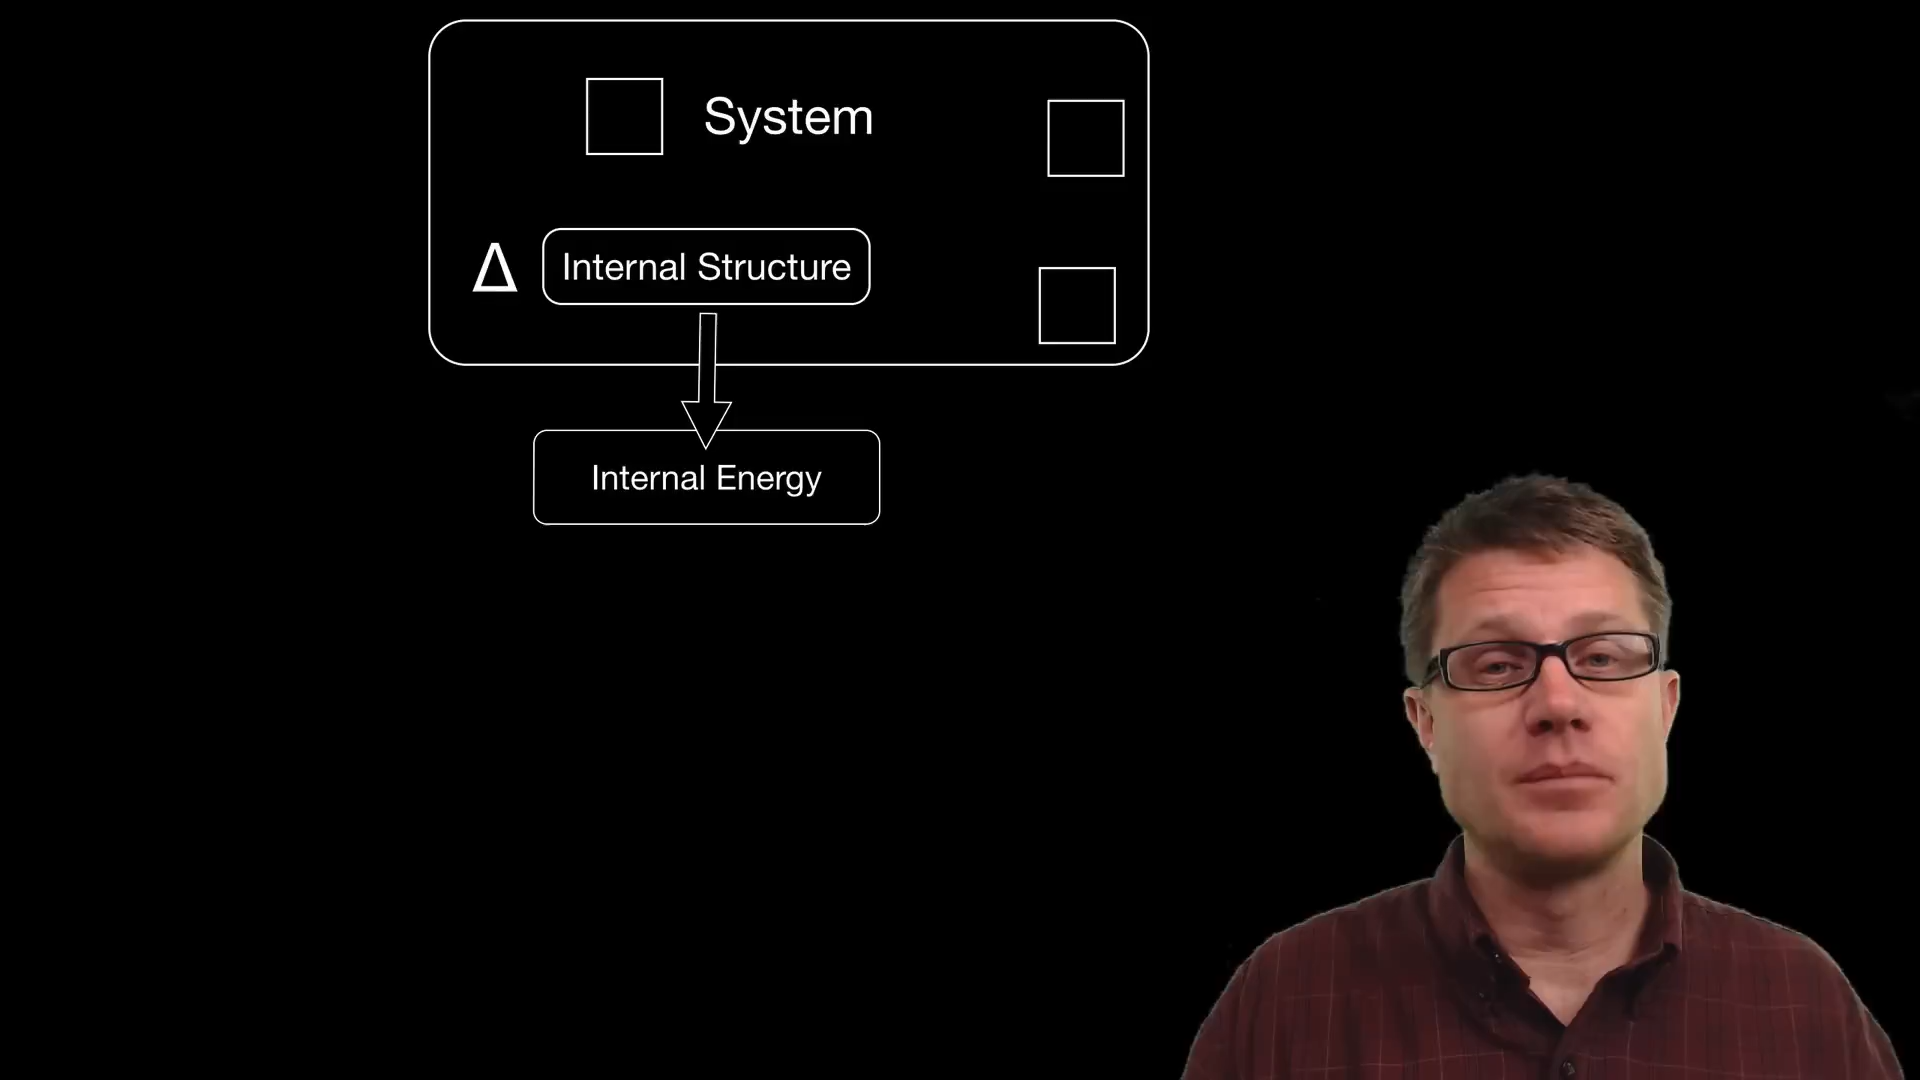 System
Δ Internal Structure
Internal Energy